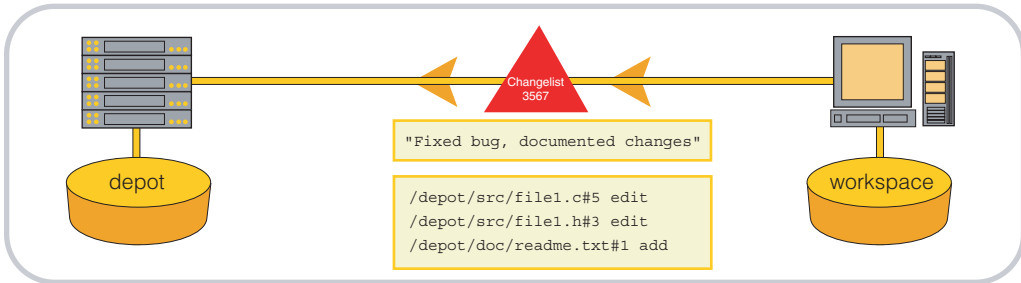 Changelist
3567
"Fixed bug, documented changes"
depot
workspace
/depot/src/file1.c#5 edit
/depot/src/file1.h#3 edit
/depot/doc/readme.txt#1 add